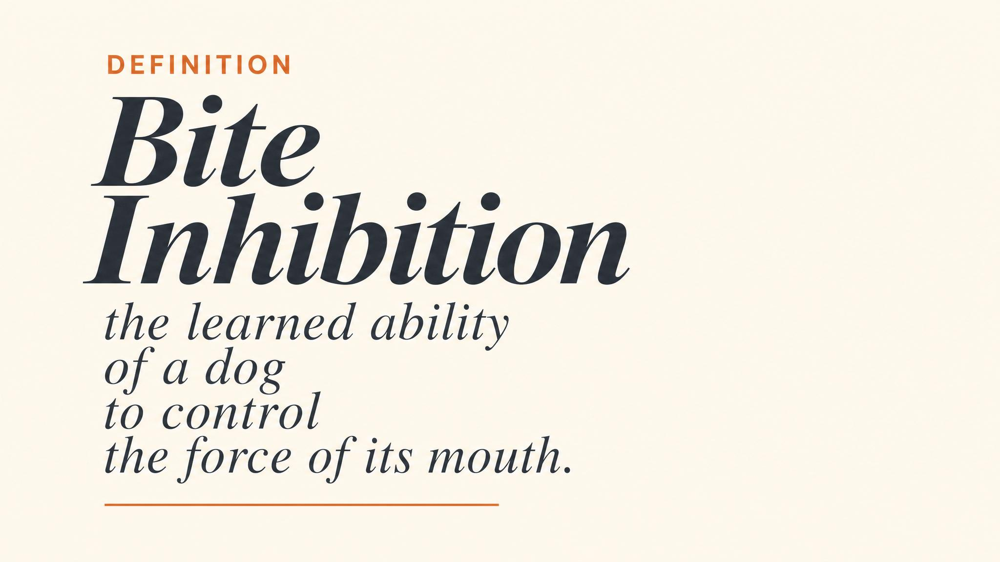 DEFINITION
Bite
Inhibition
the learned ability
of a dog
to control
the force of its mouth.